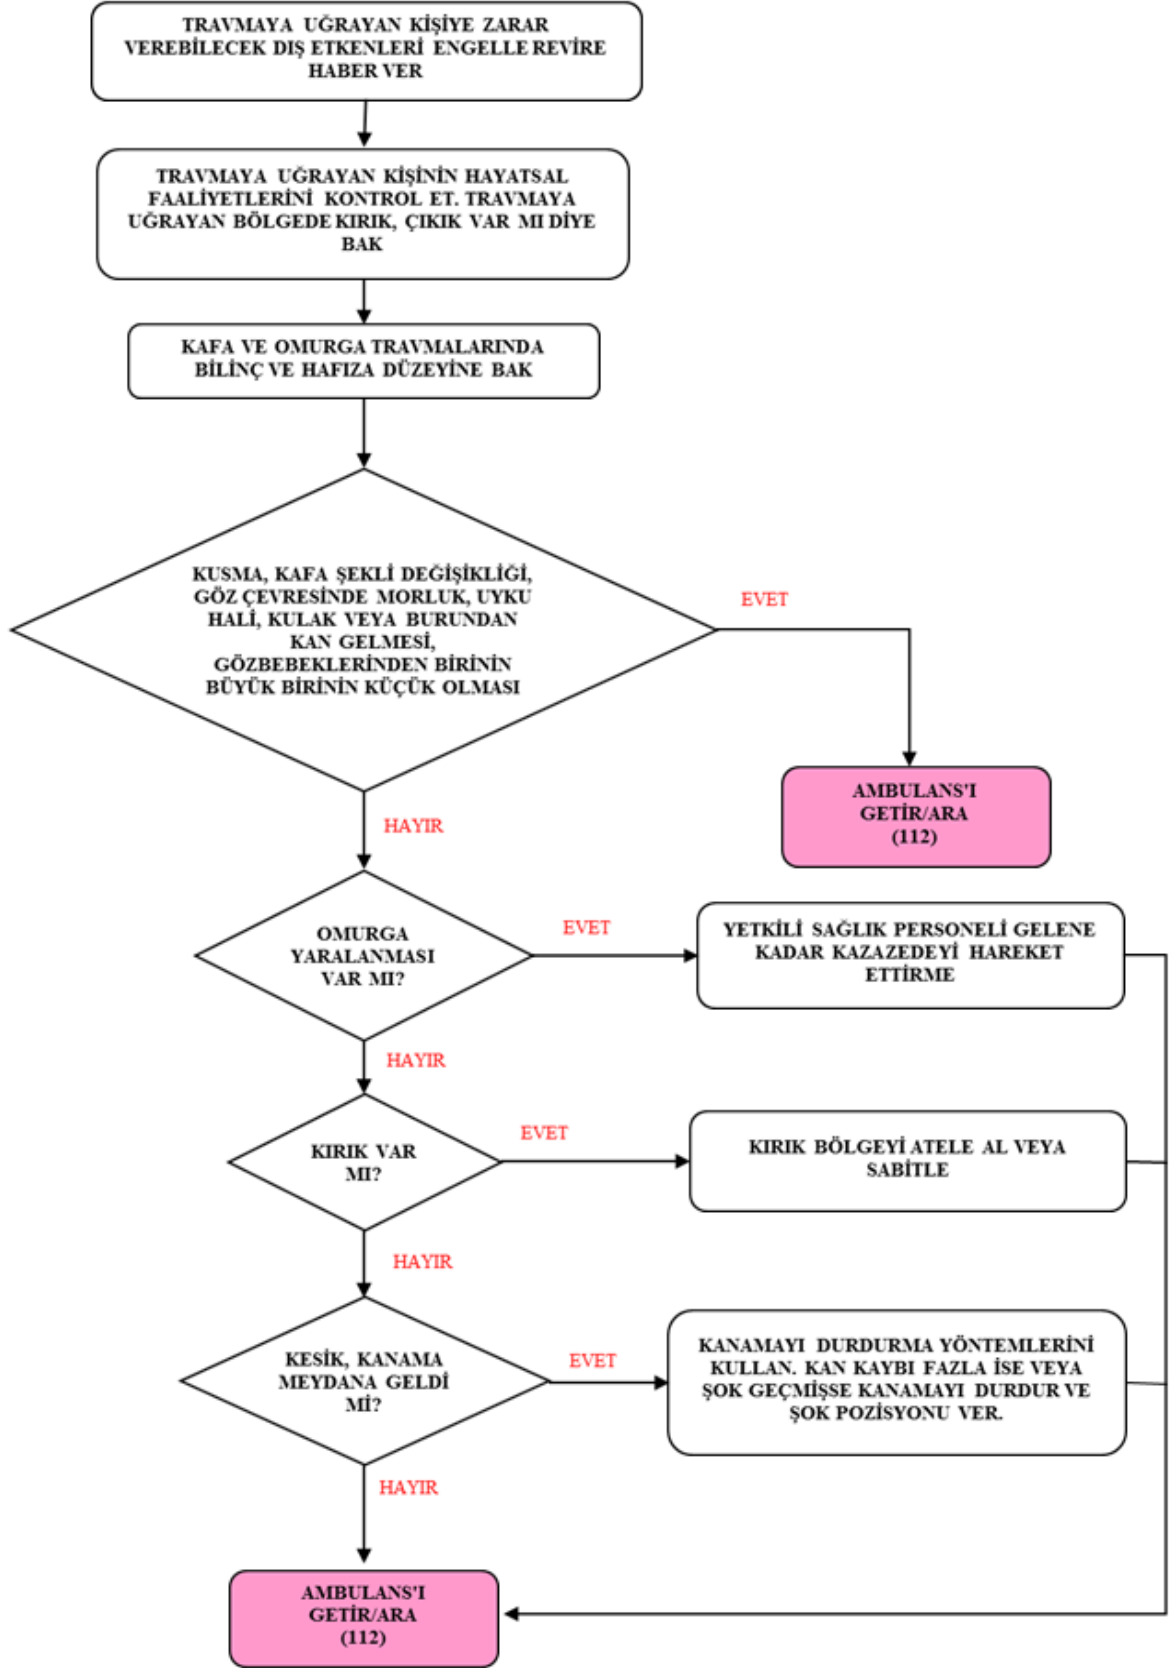 TRAVMAYA UĞRAYAN KİŞİYE ZARAR
VEREBİLECEK DIŞ ETKENLERİ ENGELLE REVİRE
HABER VER
TRAVMAYA UĞRAYAN KİŞİNİN HAYATSAL
FAALİYETLERİNİ KONTROL ET. TRAVMAYA
UĞRAYAN BÖLGEDE KIRIK, ÇIKIK VAR MI DİYE
BAK
KAFA VE OMURGA TRAVMALARINDA
BİLİNÇ VE HAFIZA DÜZEYİNE BAK
KUSMA, KAFA ŞEKLİ DEĞİŞİKLİĞİ,
GÖZ ÇEVRESİNDE MORLUK, UYKU
HALİ, KULAK VEYA BURUNDAN
KAN GELMESİ,
GÖZBEBEKLERİNDEN BİRİNİN
BÜYÜK BİRİNİN KÜÇÜK OLMASI
EVET
AMBULANS'I
GETİR/ARA
(112)
HAYIR
OMURGA
YARALANMASI
VAR MI?
EVET
YETKİLİ SAĞLIK PERSONELİ GELENE
KADAR KAZAZEDEYİ HAREKET
ETTİRME
HAYIR
KIRIK VAR
MI?
EVET
KIRIK BÖLGEYİ ATELE AL VEYA
SABİTLE
HAYIR
KESİK, KANAMA
MEYDANA GELDİ
Mİ?
EVET
KANAMAYI DURDURMA YÖNTEMLERİNİ
KULLAN. KAN KAYBI FAZLA İSE VEYA
ŞOK GEÇMİŞSE KANAMAYI DURDUR VE
ŞOK POZİSYONU VER.
HAYIR
AMBULANS'I
GETİR/ARA
(112)